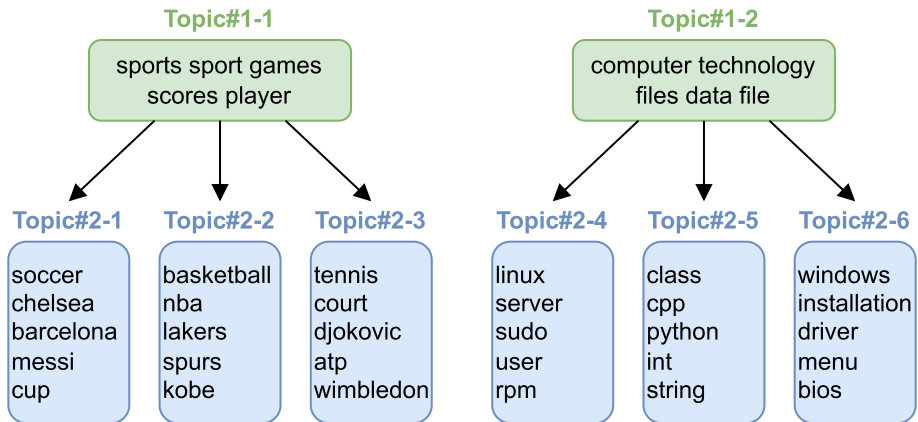 Topic#1-1
sports sport games
scores player
Topic#1-2
computer technology
files data file
Topic#2-1
soccer
chelsea
barcelona
messi
cup
Topic#2-2
basketball
nba
lakers
spurs
kobe
Topic#2-3
tennis
court
djokovic
atp
wimbledon
Topic#2-4
linux
server
sudo
user
rpm
Topic#2-5
class
cpp
python
int
string
Topic#2-6
windows
installation
driver
menu
bios